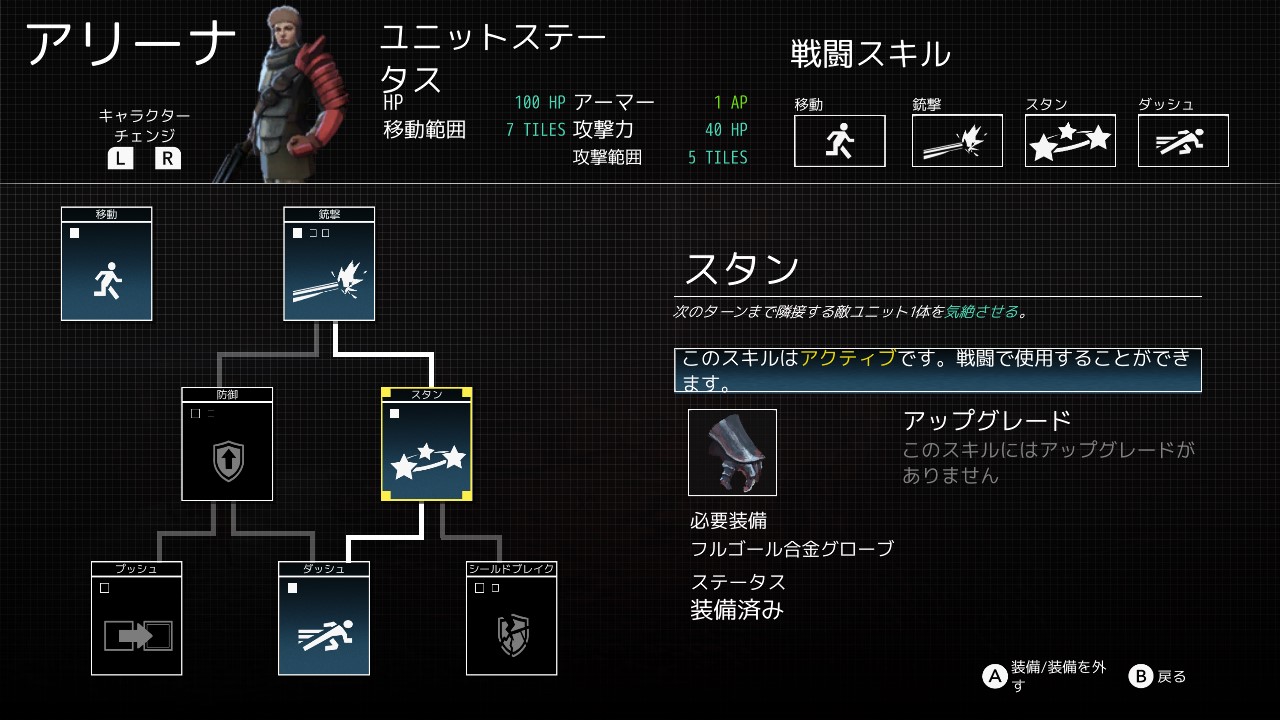 アリーナ
キャラクター
チェンジ
L R
ユニットステー
タス
HP 100 HP アーマー 1 AP
移動範囲 7 TILES 攻撃力 40 HP
攻撃範囲 5 TILES
戦闘スキル
移動 銃撃 スタン ダッシュ
移動 銃撃
防御 スタン
プッシュ ダッシュ シールドブレイク
スタン
次のターンまで隣接する敵ユニット1体を気絶させる。
このスキルはアクティブです。戦闘で使用することができ
ます。
アップグレード
このスキルにはアップグレードが
ありません
必要装備
フルゴール合金グローブ
ステータス
装備済み
A 装備/装備を外
す
B 戻る